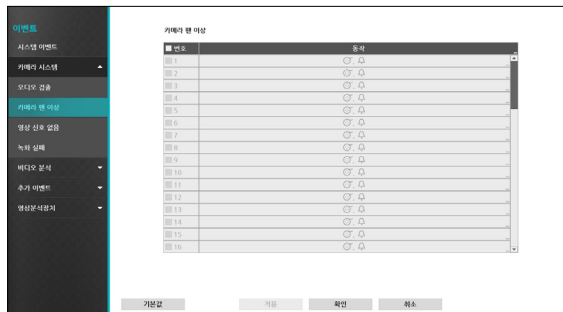 이벤트
시스템 이벤트
카메라 시스템
오디오 검출
카메라 팬 이상
영상 신호 없음
녹화 실패
비디오 분석
추가 이벤트
영상분석장치
카메라 팬 이상
번호 동작
1
2
3
4
5
6
7
8
9
10
11
12
13
14
15
16
기본값 적용 확인 취소